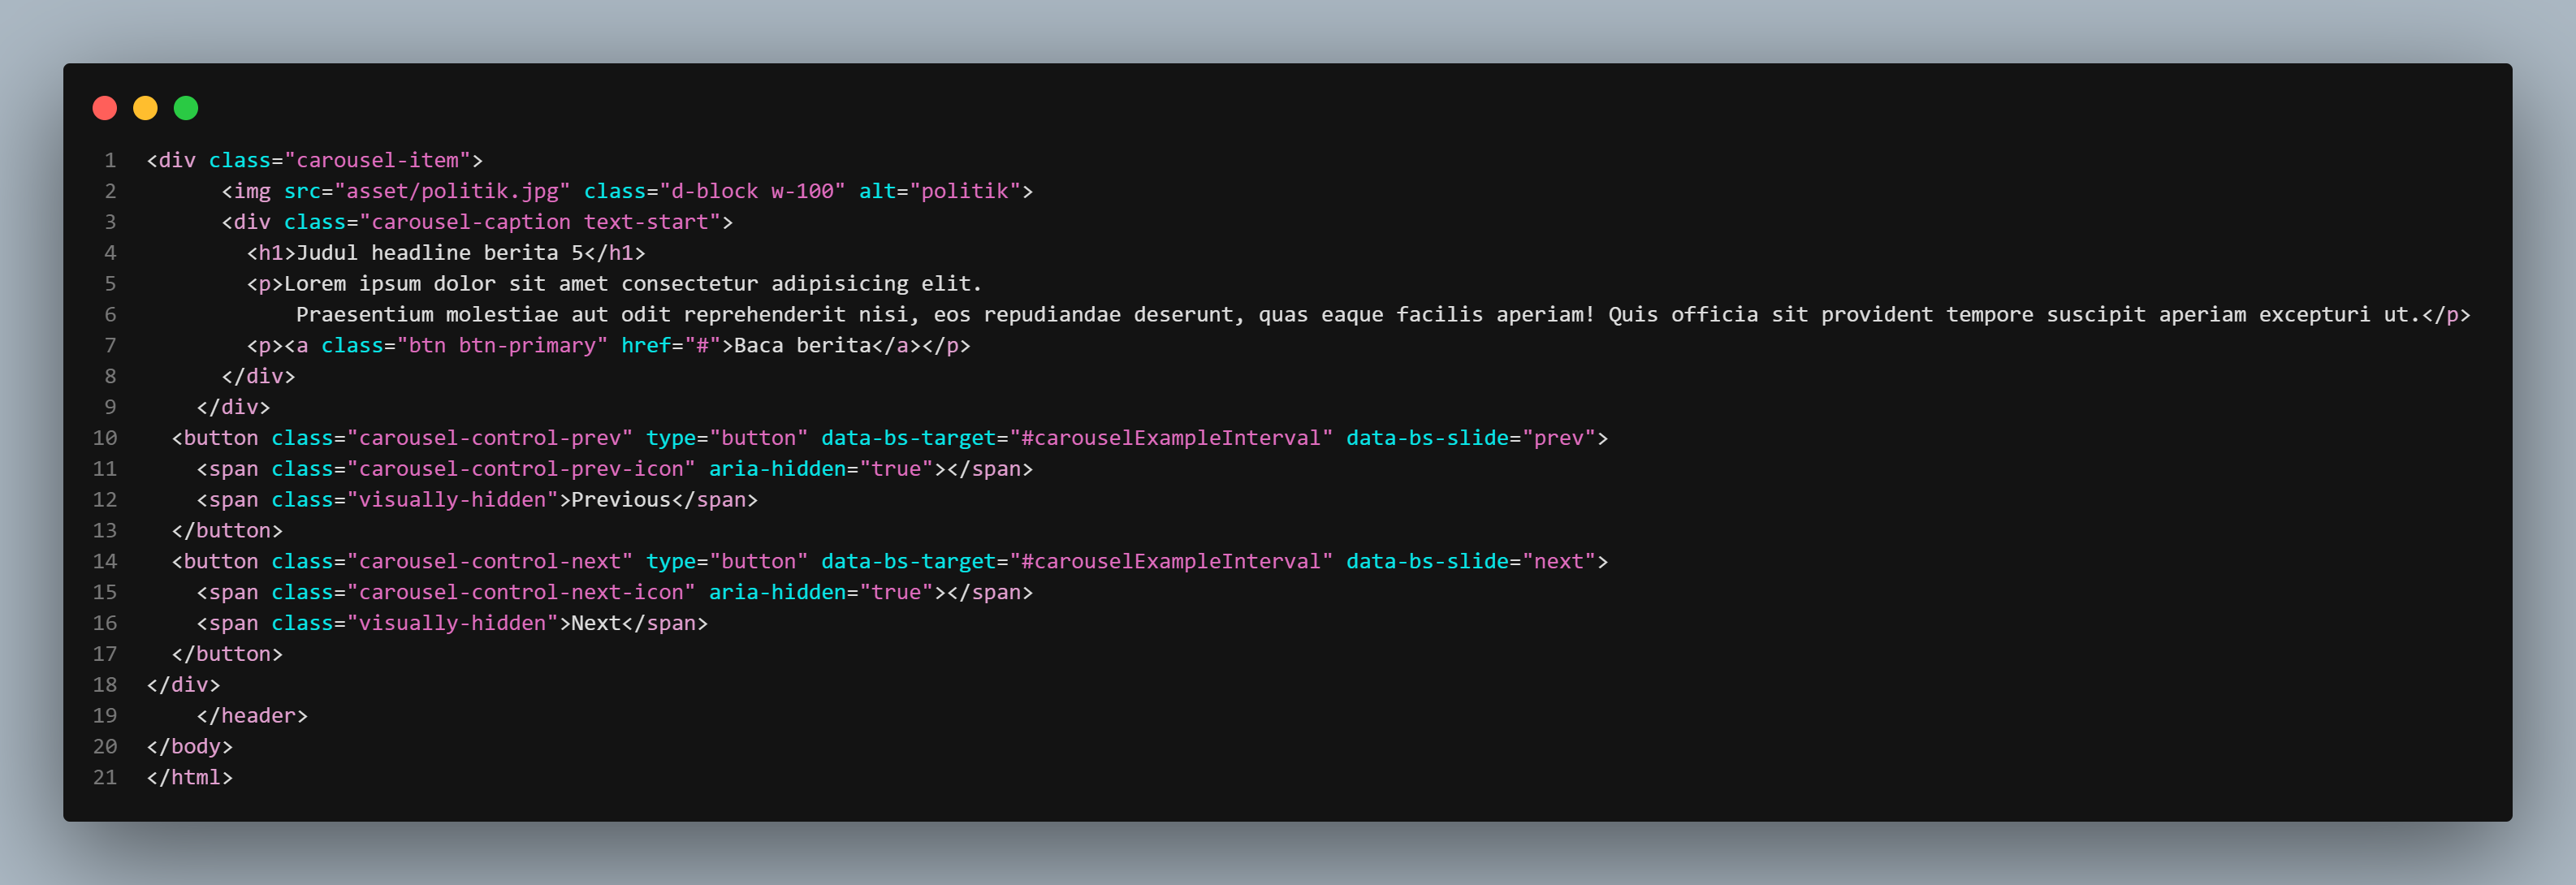 1 <div class="carousel-item">
2       <img src="asset/politik.jpg" class="d-block w-100" alt="politik">
3       <div class="carousel-caption text-start">
4         <h1>Judul headline berita 5</h1>
5         <p>Lorem ipsum dolor sit amet consectetur adipisicing elit.
6             Praesentium molestiae aut odit reprehenderit nisi, eos repudiandae deserunt, quas eaque facilis aperiam! Quis officia sit provident tempore suscipit aperiam excepturi ut.</p>
7         <p><a class="btn btn-primary" href="#">Baca berita</a></p>
8       </div>
9     </div>
10   <button class="carousel-control-prev" type="button" data-bs-target="#carouselExampleInterval" data-bs-slide="prev">
11     <span class="carousel-control-prev-icon" aria-hidden="true"></span>
12     <span class="visually-hidden">Previous</span>
13   </button>
14   <button class="carousel-control-next" type="button" data-bs-target="#carouselExampleInterval" data-bs-slide="next">
15     <span class="carousel-control-next-icon" aria-hidden="true"></span>
16     <span class="visually-hidden">Next</span>
17   </button>
18 </div>
19     </header>
20 </body>
21 </html>